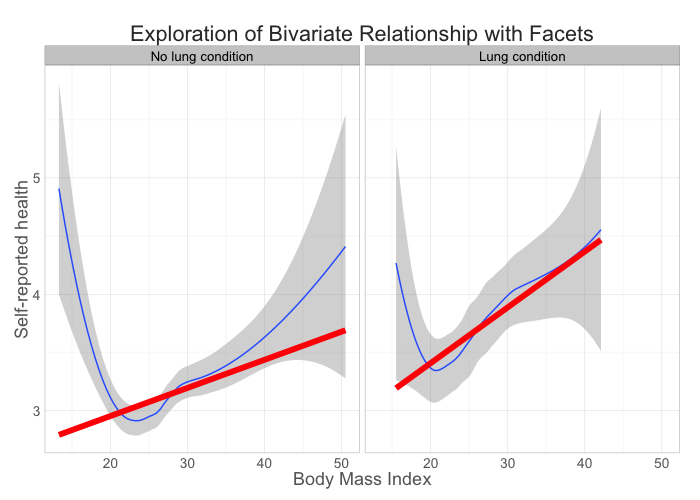 Exploration of Bivariate Relationship with Facets
No lung condition
Lung condition
Self-reported health
5
4
3
20 30 40 50
20 30 40 50
Body Mass Index